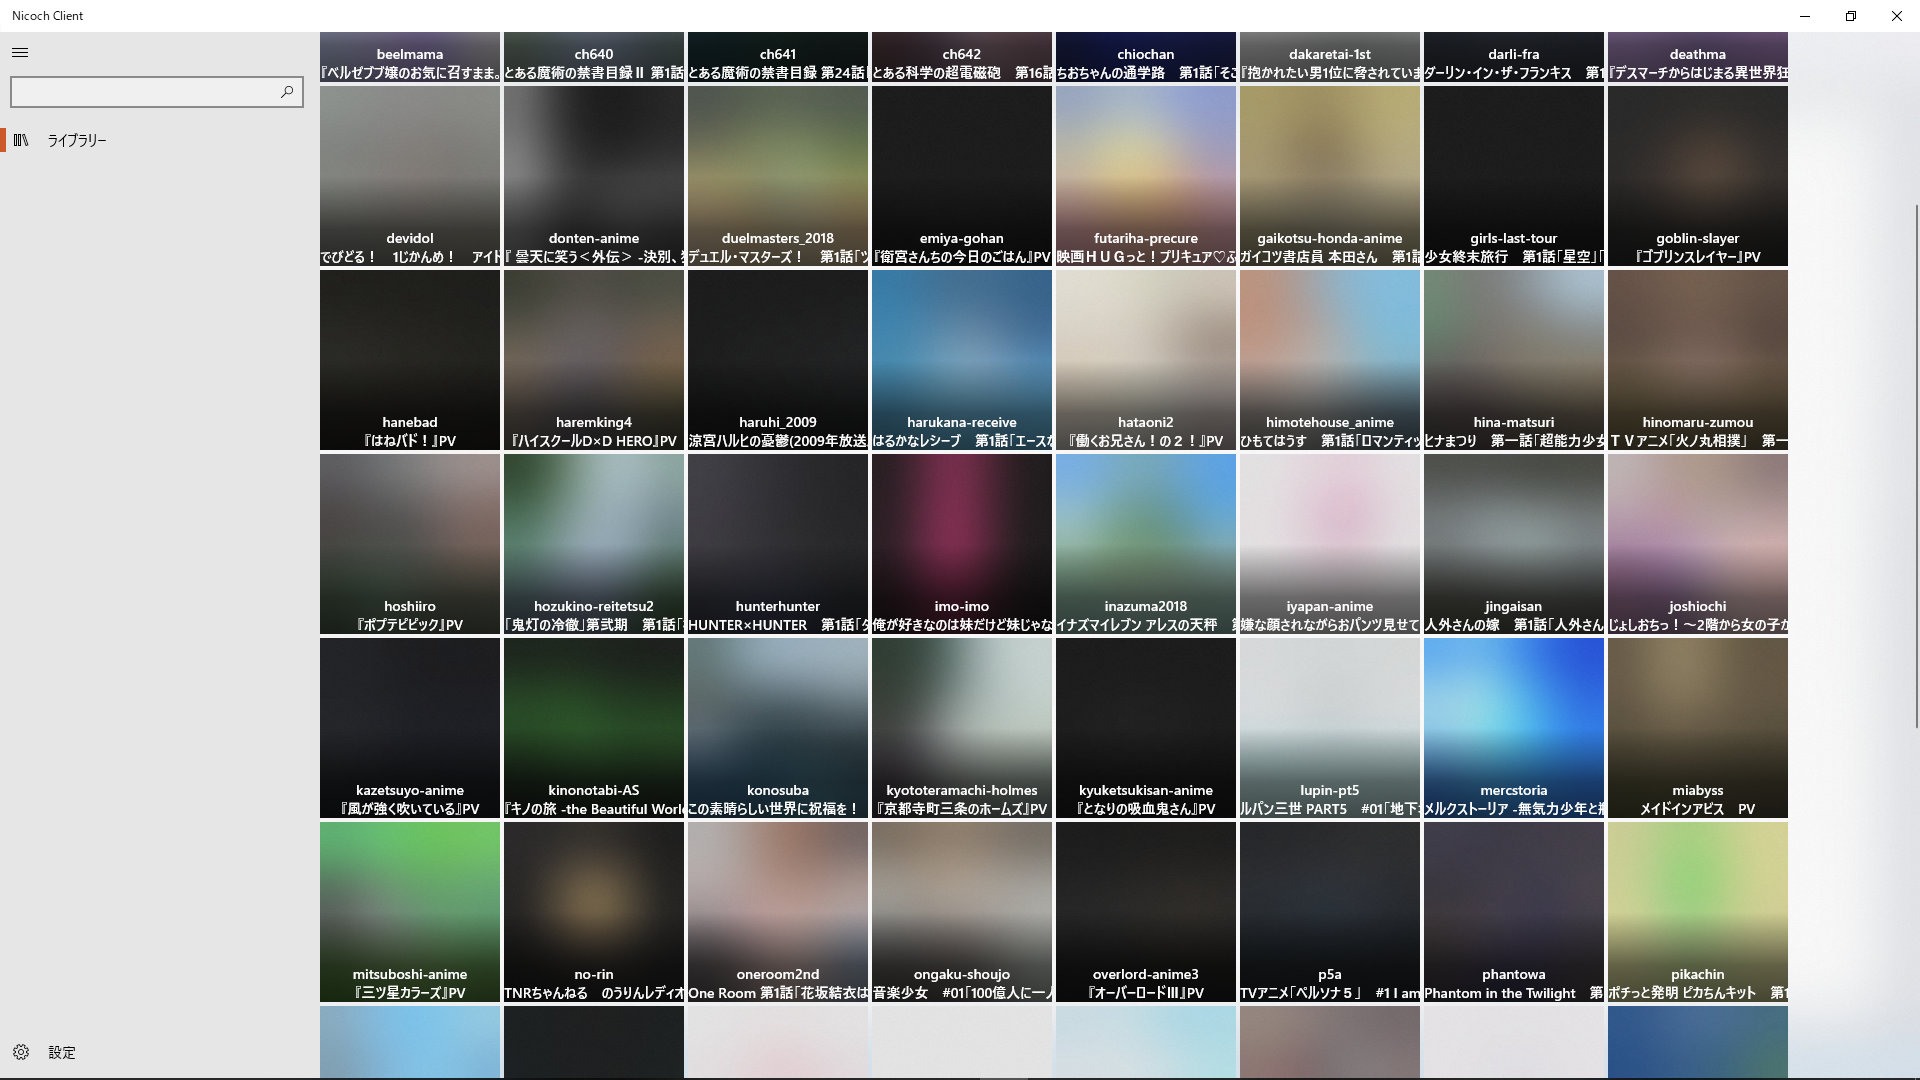 Nicoch Client
ライブラリー
beelmama
『ベルゼブブ嬢のお気に召すまま。
ch640
とある魔術の禁書目録Ⅱ 第1話
ch641
とある魔術の禁書目録 第24話
ch642
とある科学の超電磁砲　第16話
chiochan
ちおちゃんの通学路　第1話「そこ
dakaretai-1st
『抱かれたい男1位に脅されていま
darli-fra
ダーリン・イン・ザ・フランキス　第1
deathma
『デスマーチからはじまる異世界狂
devidol
でびどる！　1じかんめ！　アイド
donten-anime
『曇天に笑う＜外伝＞ -決別、
duelmasters_2018
デュエル・マスターズ！　第1話「ツ
emiya-gohan
『衛宮さんちの今日のごはん』PV
futariha-precure
映画ＨＵＧっと！プリキュア♡ふ
gaikotsu-honda-anime
ガイコツ書店員 本田さん　第1話
girls-last-tour
少女終末旅行　第1話「星空」「
goblin-slayer
『ゴブリンスレイヤー』PV
hanebad
『はねバド！』PV
haremking4
『ハイスクールD×D HERO』PV
haruhi_2009
涼宮ハルヒの憂鬱(2009年放送
harukana-receive
はるかなレシーブ　第1話「エースな
hataoni2
『働くお兄さん！の２！』PV
himotehouse_anime
ひもてはうす　第1話「ロマンティッ
hina-matsuri
ヒナまつり　第一話「超能力少女
hinomaru-zumou
ＴＶアニメ「火ノ丸相撲」　第一
hoshiiro
『ポプテピピック』PV
hozukino-reitetsu2
「鬼灯の冷徹」第弐期　第1話「
hunterhunter
HUNTER×HUNTER　第1話「タ
imo-imo
俺が好きなのは妹だけど妹じゃな
inazuma2018
イナズマイレブン アレスの天秤　第
iyapan-anime
嫌な顔されながらおパンツ見せて
jingaisan
人外さんの嫁　第1話「人外さん
joshiochi
じょしおちっ！～2階から女の子が
kazetsuyo-anime
『風が強く吹いている』PV
kinonotabi-AS
『キノの旅 -the Beautiful World
konosuba
この素晴らしい世界に祝福を！
kyototeramachi-holmes
『京都寺町三条のホームズ』PV
kyuketsukisan-anime
『となりの吸血鬼さん』PV
lupin-pt5
ルパン三世 PART5　#01「地下
mercstoria
メルクストーリア -無気力少年と瓶
miabyss
メイドインアビス　PV
mitsuboshi-anime
『三ツ星カラーズ』PV
no-rin
TNRちゃんねる　のうりんレディオ
oneroom2nd
One Room 第1話「花坂結衣は
ongaku-shoujo
音楽少女　#01「100億人に一人
overlord-anime3
『オーバーロードⅢ』PV
p5a
TVアニメ「ペルソナ５」　#1 I am
phantowa
Phantom in the Twilight　第
pikachin
ポチっと発明 ピカちんキット　第1
設定